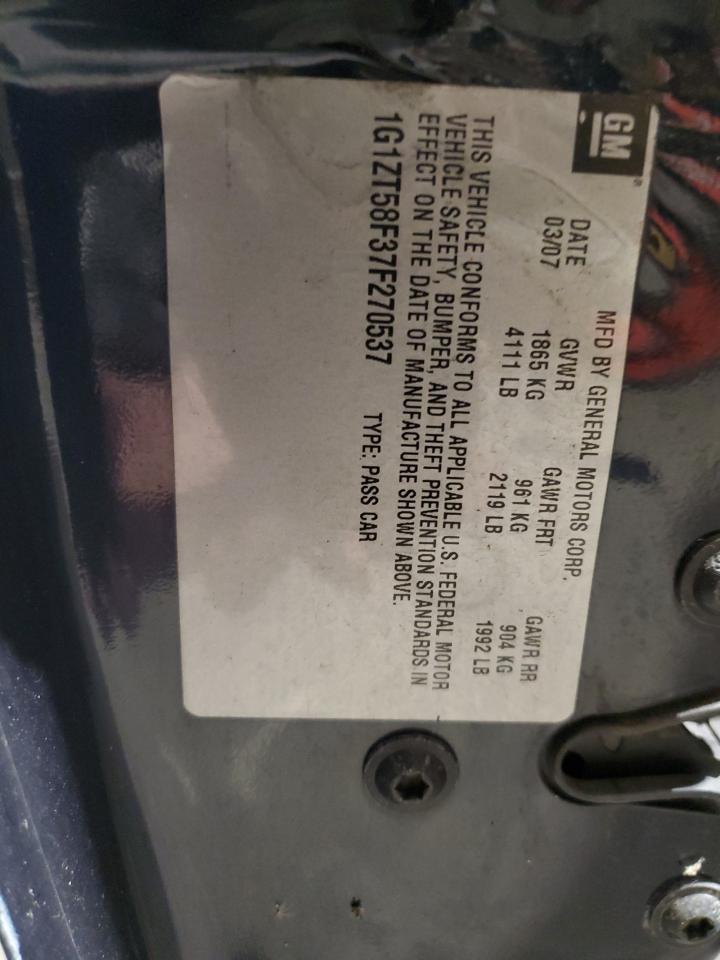 GM
MFD BY GENERAL MOTORS CORP.
DATE GVWR GAWR FRT GAWR RR
03/07 1865 KG 961 KG 904 KG
4111 LB 2119 LB 1992 LB
THIS VEHICLE CONFORMS TO ALL APPLICABLE U.S. FEDERAL MOTOR
VEHICLE SAFETY, BUMPER, AND THEFT PREVENTION STANDARDS IN
EFFECT ON THE DATE OF MANUFACTURE SHOWN ABOVE.
1G1ZT58F37F270537 TYPE: PASS CAR